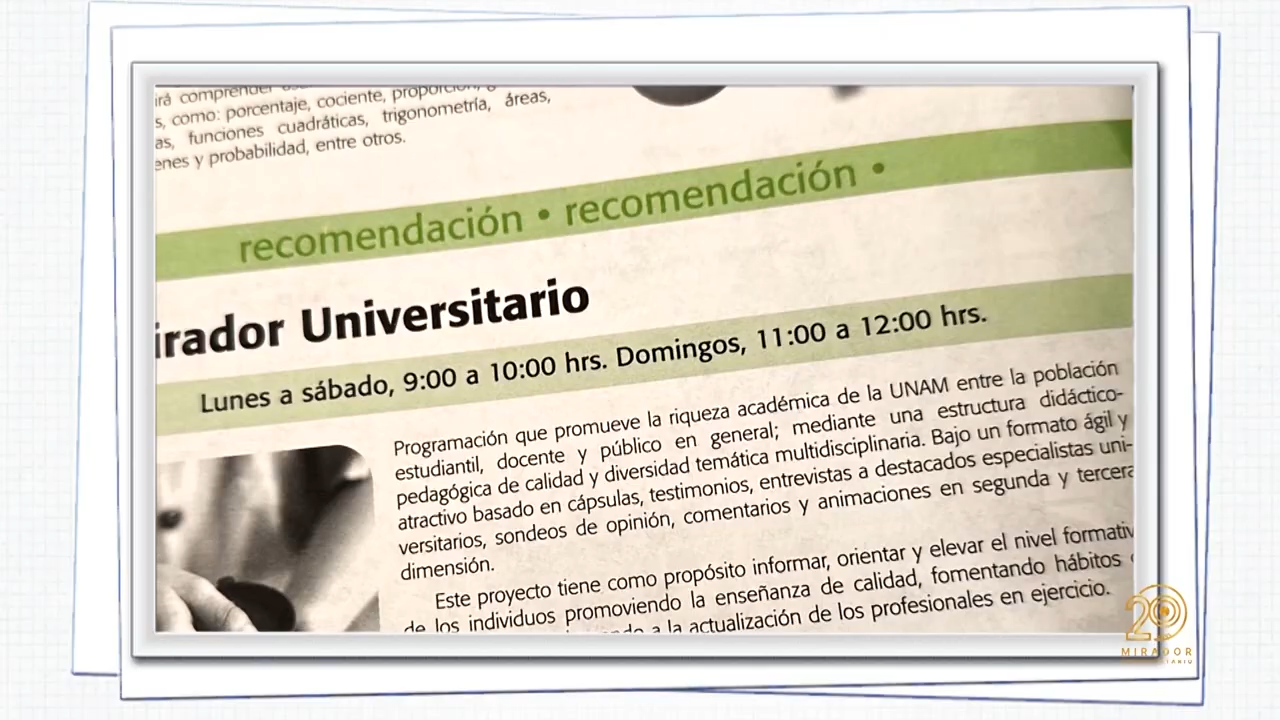 irá comprender
s, como: porcentaje, cociente, proporción,
as, funciones cuadráticas, trigonometría, áreas,
enes y probabilidad, entre otros.
recomendación • recomendación •
irador Universitario
Lunes a sábado, 9:00 a 10:00 hrs. Domingos, 11:00 a 12:00 hrs.
Programación que promueve la riqueza académica de la UNAM entre la población
estudiantil, docente y público en general; mediante una estructura didáctico-
pedagógica de calidad y diversidad temática multidisciplinaria. Bajo un formato ágil y
atractivo basado en cápsulas, testimonios, entrevistas a destacados especialistas uni-
versitarios, sondeos de opinión, comentarios y animaciones en segunda y tercera
dimensión.
Este proyecto tiene como propósito informar, orientar y elevar el nivel formativ
de los individuos promoviendo la enseñanza de calidad, fomentando hábitos
a la actualización de los profesionales en ejercicio.
20
MIRADOR